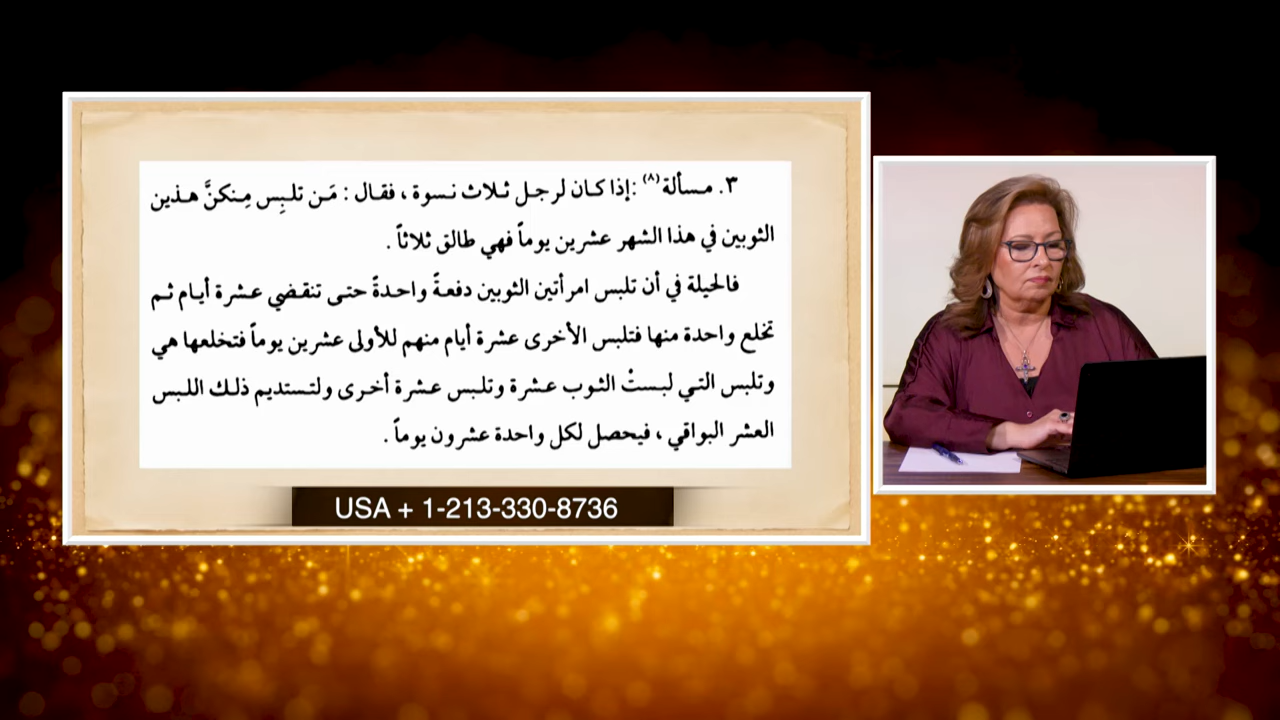 ٣. مسألة(٨) : إذا كان لرجل ثلاث نسوة ، فقال : مَن تلبِس مِنكنَّ هذين
الثوبين في هذا الشهر عشرين يوماً فهي طالق ثلاثاً .
فالحيلة في أن تلبس امرأتين الثوبين دفعةً واحدةً حتى تنقضي عشرة أيام ثم
تخلع واحدة منها فتلبس الأخرى عشرة أيام منهم للأولى عشرين يوماً فتخلعها هي
وتلبس التي لبستْ الثوب عشرة وتلبس عشرة أخرى ولتستديم ذلك اللبس
العشر البواقي ، فيحصل لكل واحدة عشرون يوماً .
USA + 1-213-330-8736